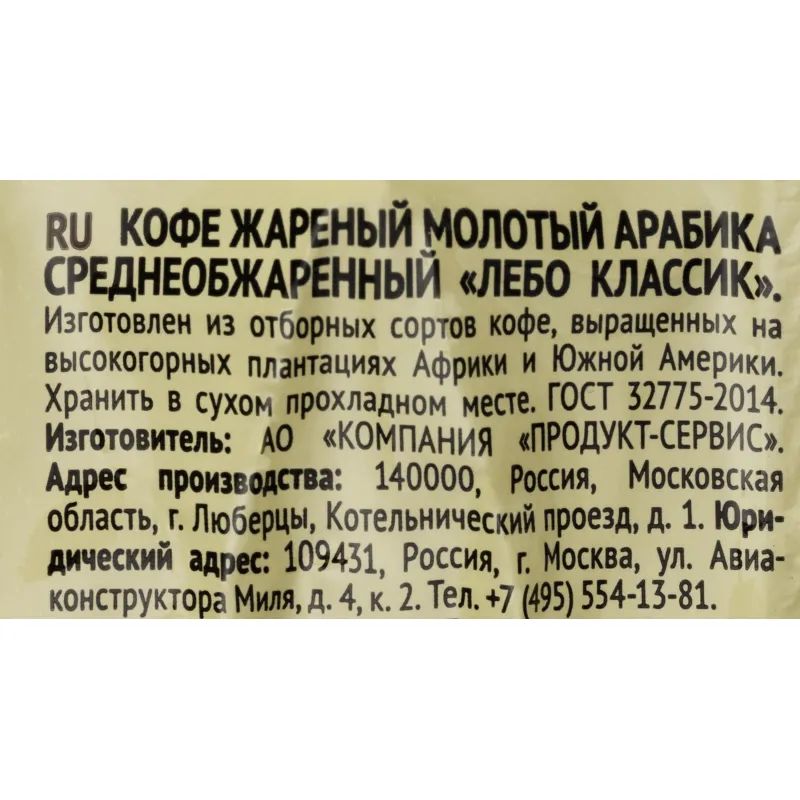 RU КОФЕ ЖАРЕНЫЙ МОЛОТЫЙ АРАБИКА
СРЕДНЕОБЖАРЕННЫЙ «ЛЕБО КЛАССИК».
Изготовлен из отборных сортов кофе, выращенных на
высокогорных плантациях Африки и Южной Америки.
Хранить в сухом прохладном месте. ГОСТ 32775-2014.
Изготовитель: АО «КОМПАНИЯ «ПРОДУКТ-СЕРВИС».
Адрес производства: 140000, Россия, Московская
область, г. Люберцы, Котельнический проезд, д. 1. Юри-
дический адрес: 109431, Россия, г. Москва, ул. Авиа-
конструктора Миля, д. 4, к. 2. Тел. +7 (495) 554-13-81.